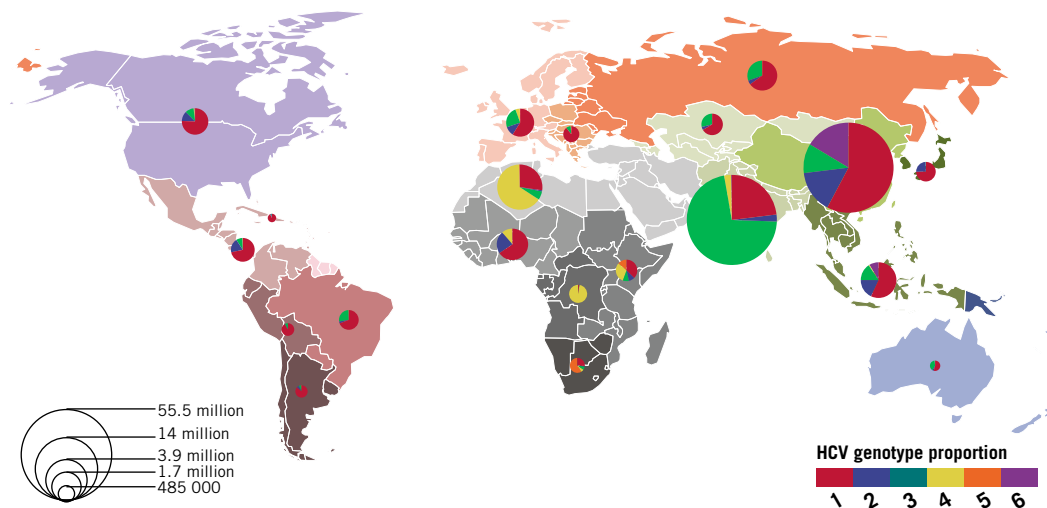 55.5 million
14 million
3.9 million
1.7 million
485 000
HCV genotype proportion
1 2 3 4 5 6